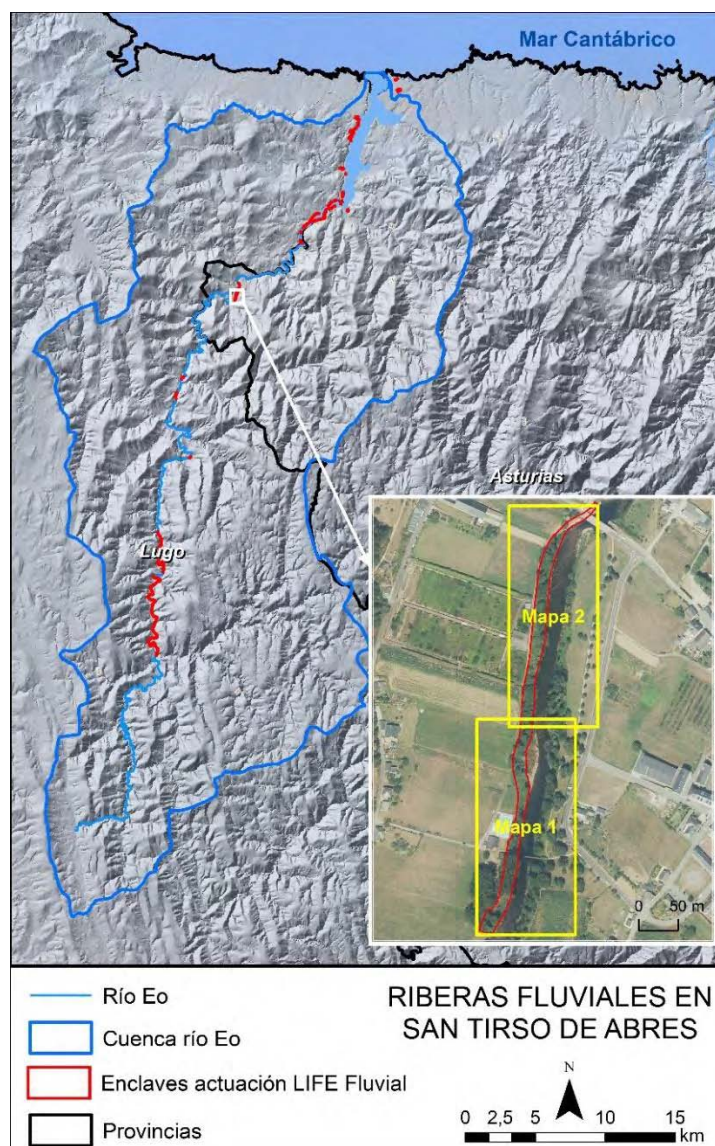 Mar Cantábrico
Asturias
Lugo
Mapa 2
Mapa 1
0 50 m
Río Eo
Cuenca río Eo
Enclaves actuación LIFE Fluvial
Provincias
RIBERAS FLUVIALES EN
SAN TIRSO DE ABRES
N
0 2,5 5 10 15
km